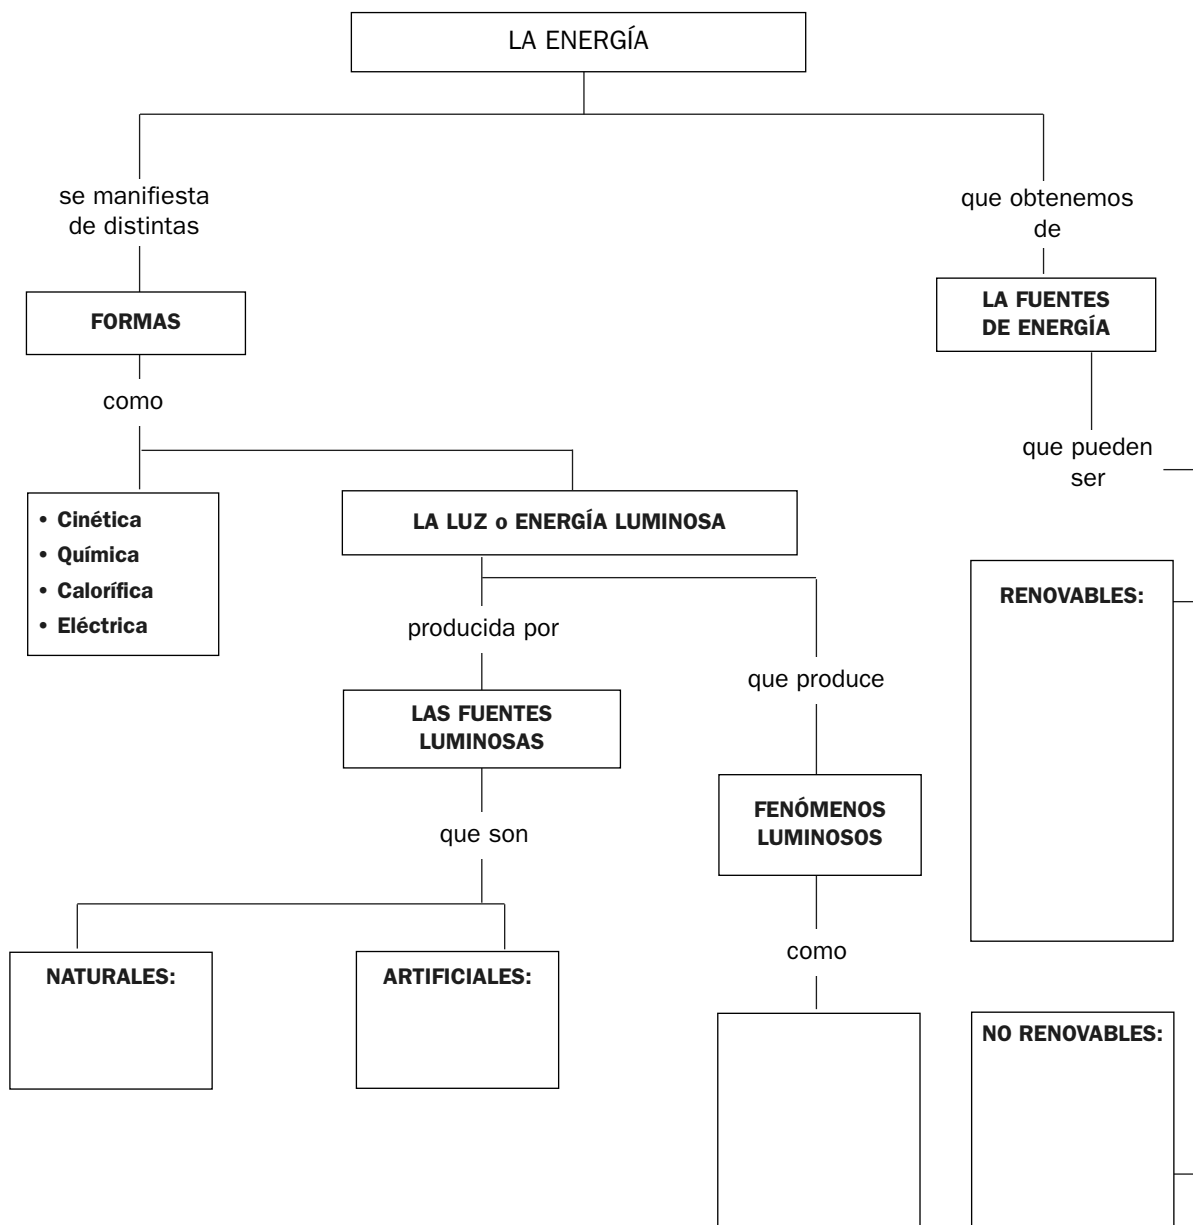 LA ENERGÍA
se manifiesta
de distintas
FORMAS
como
• Cinética
• Química
• Calorífica
• Eléctrica
LA LUZ o ENERGÍA LUMINOSA
producida por
LAS FUENTES
LUMINOSAS
que son
NATURALES:
ARTIFICIALES:
que produce
FENÓMENOS
LUMINOSOS
como
que obtenemos
de
LA FUENTES
DE ENERGÍA
que pueden
ser
RENOVABLES:
NO RENOVABLES: